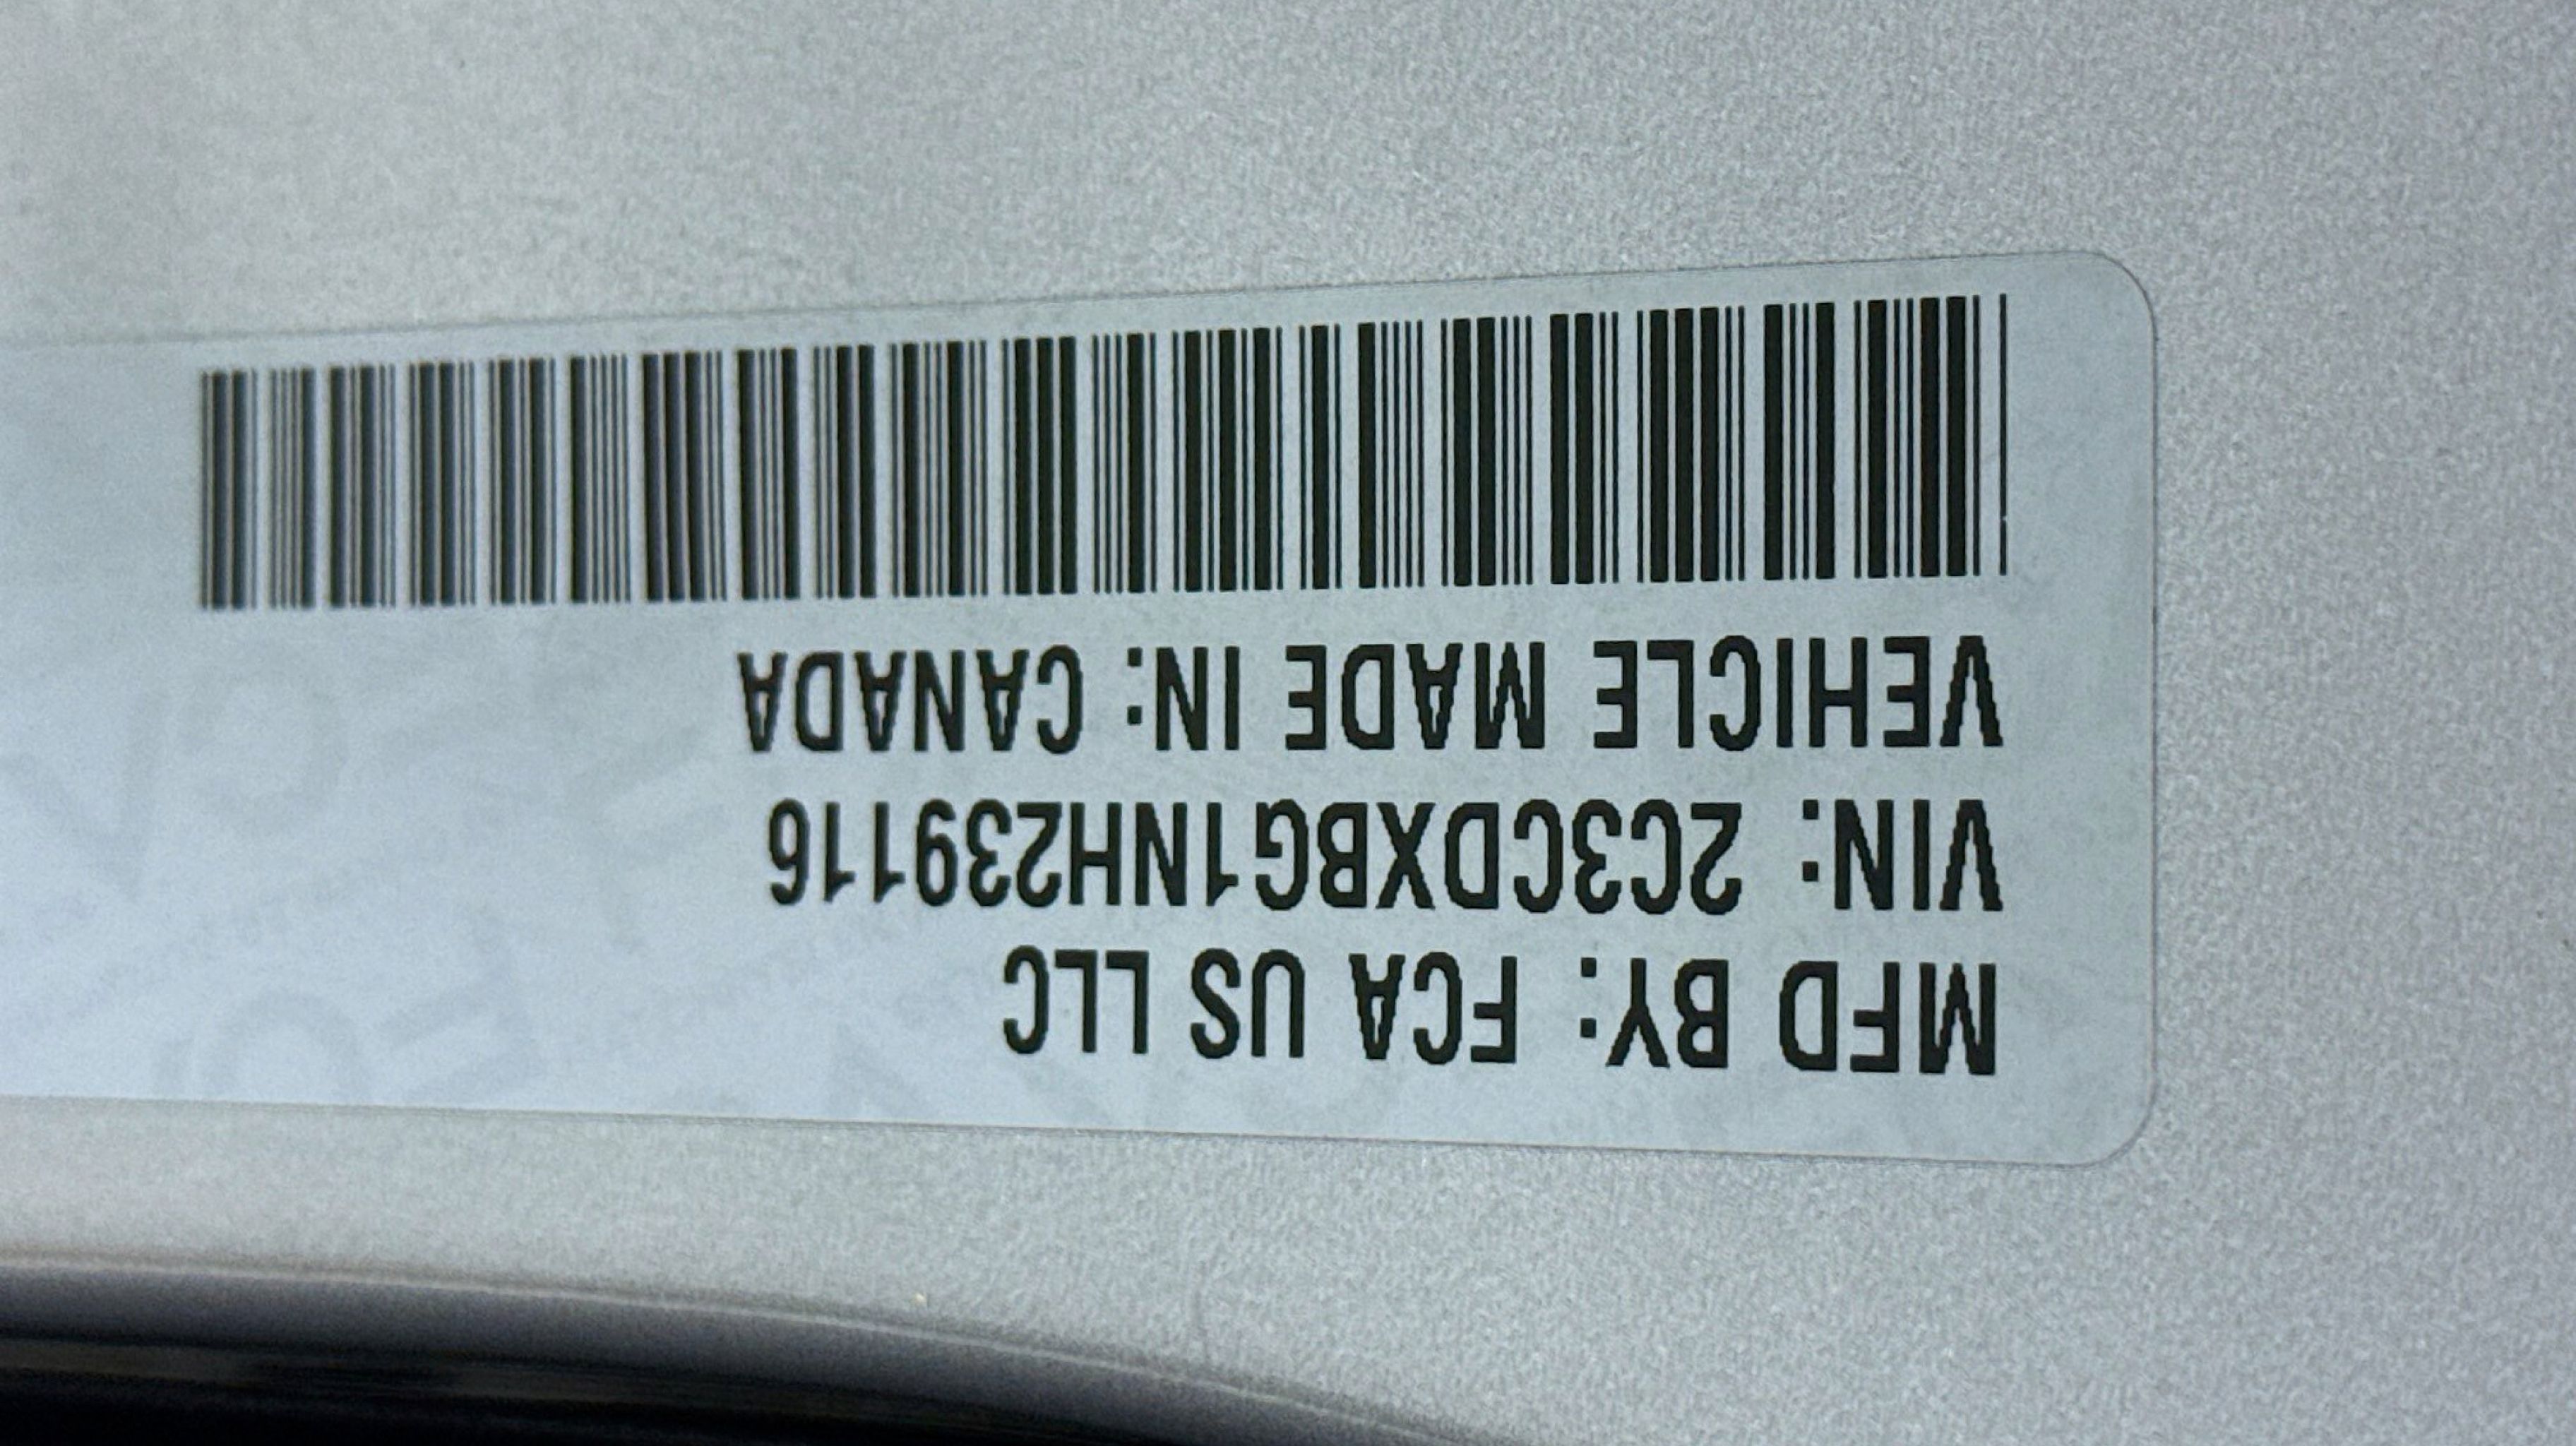 MFD BY: FCA US LLC
VIN: 2C3CDXBG1NH239116
VEHICLE MADE IN: CANADA